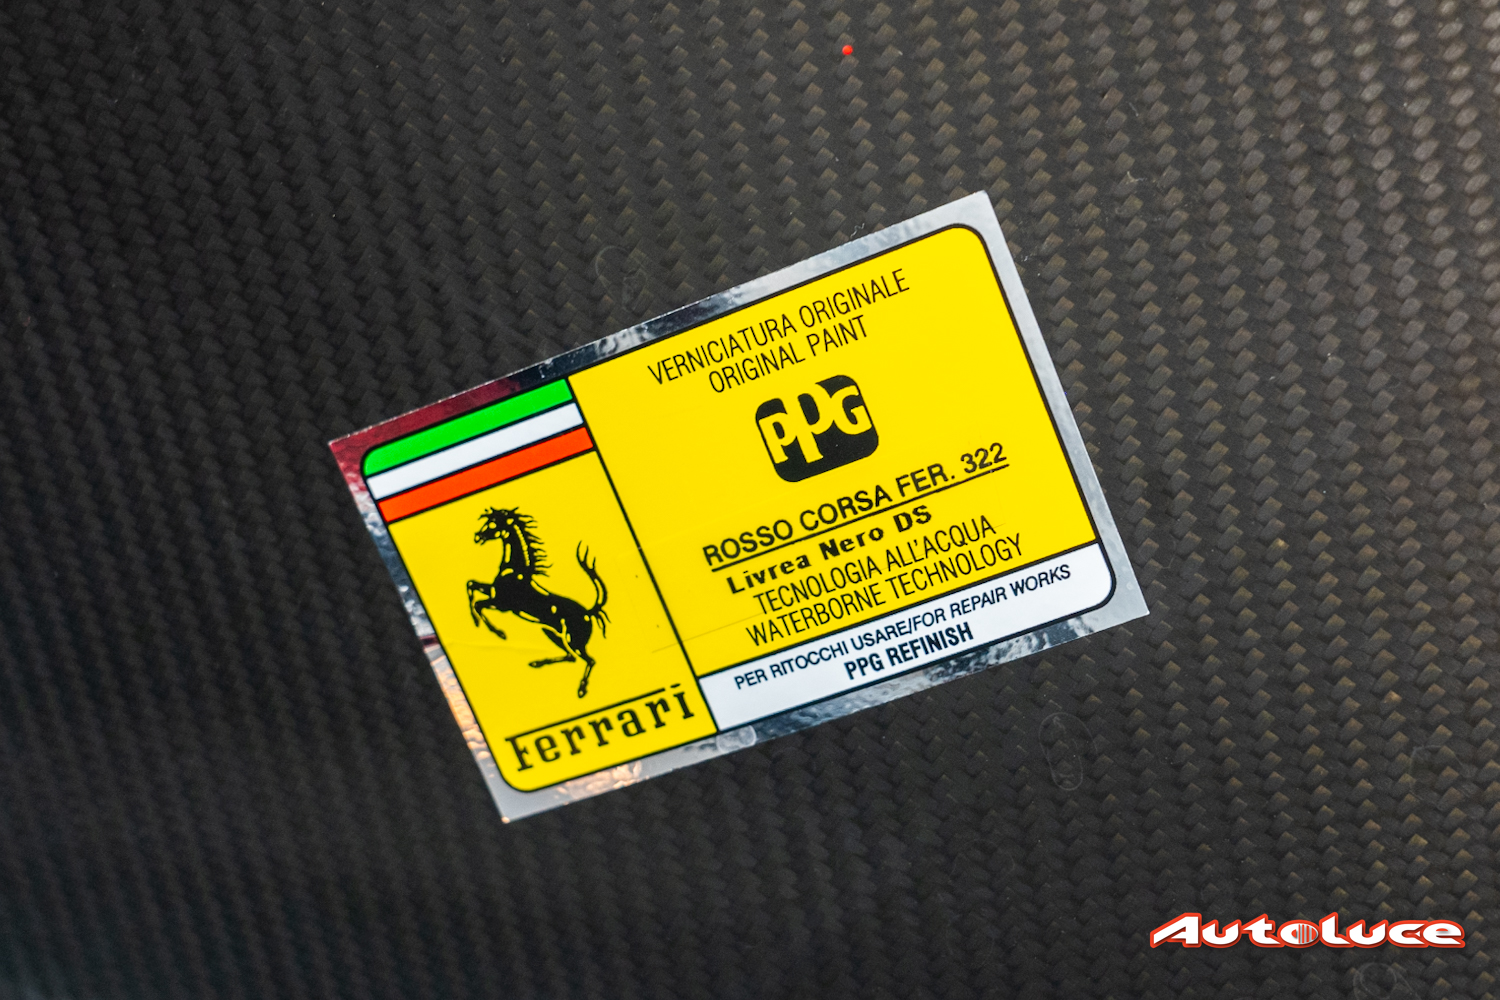 VERNICIATURA ORIGINALE
ORIGINAL PAINT
PPG
ROSSO CORSA FER. 322
Livrea Nero DS
TECNOLOGIA ALL'ACQUA
WATERBORNE TECHNOLOGY
PER RITOCCHI USARE/FOR REPAIR WORKS
PPG REFINISH
Ferrari
Autoluce